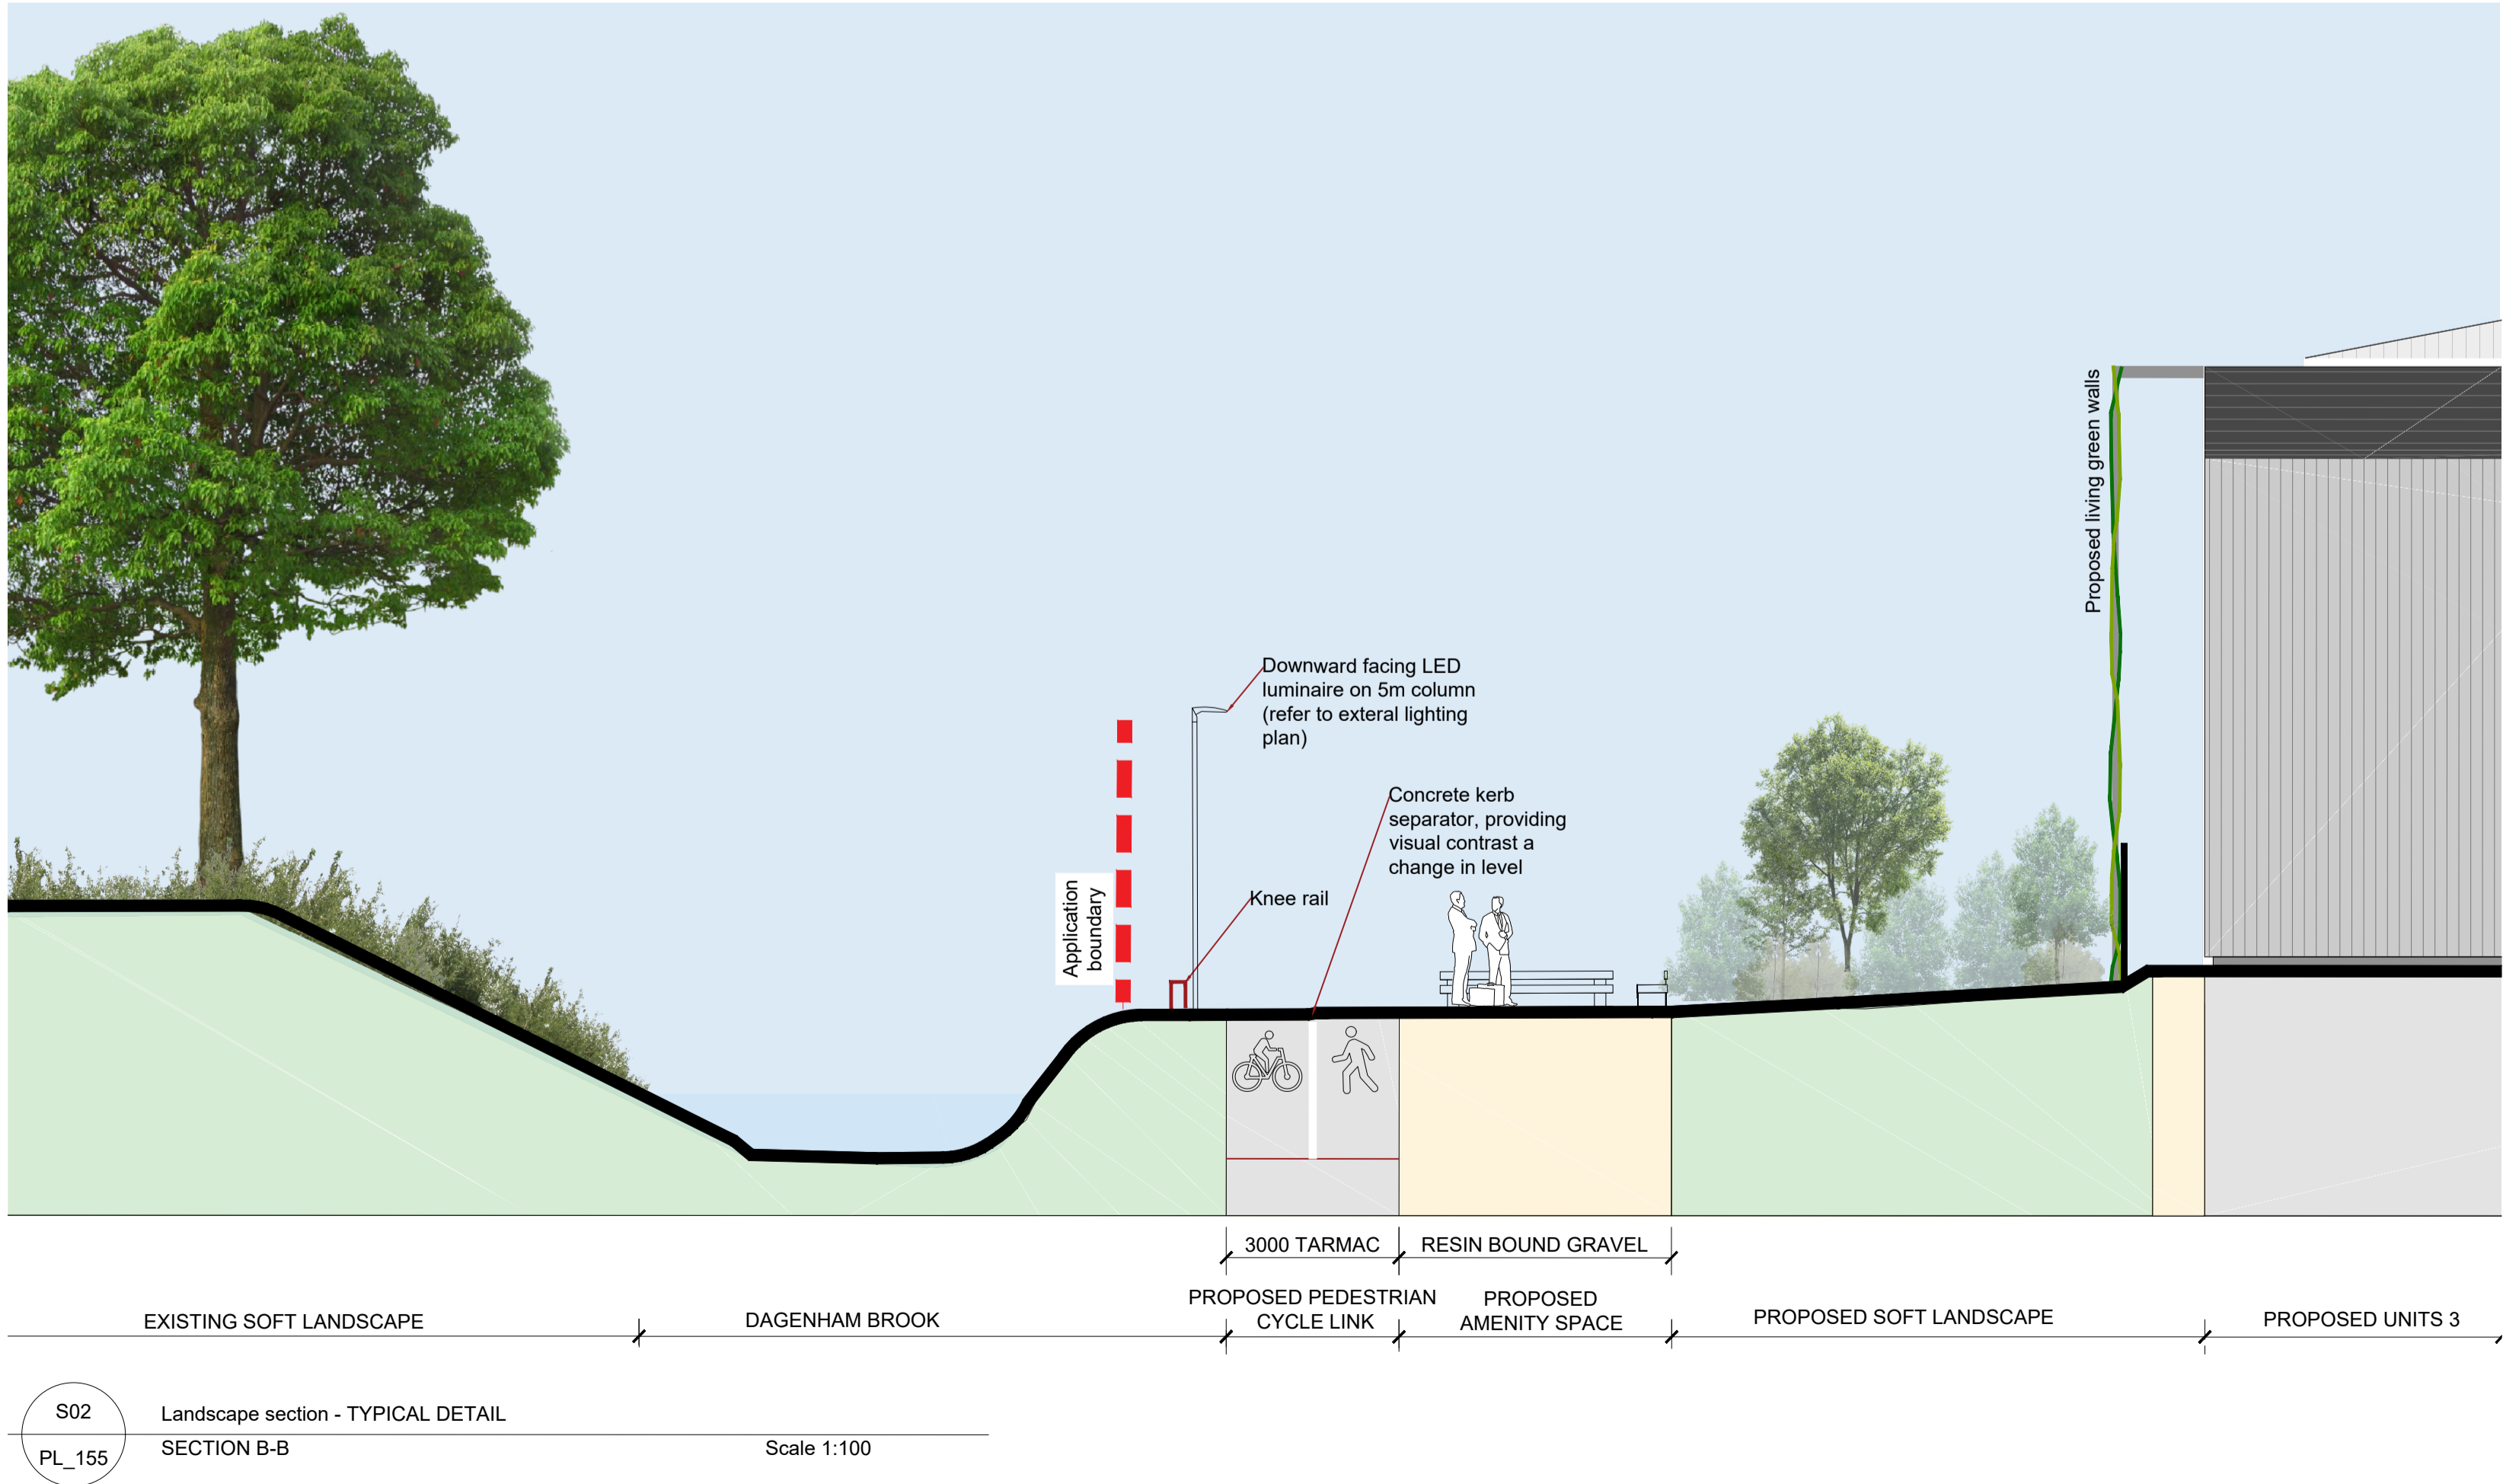 Proposed living green walls
Downward facing LED
luminaire on 5m column
(refer to exteral lighting
plan)
Concrete kerb
separator, providing
visual contrast a
change in level
Application
boundary
Knee rail
3000 TARMAC
RESIN BOUND GRAVEL
EXISTING SOFT LANDSCAPE
DAGENHAM BROOK
PROPOSED PEDESTRIAN
CYCLE LINK
PROPOSED
AMENITY SPACE
PROPOSED SOFT LANDSCAPE
PROPOSED UNITS 3
S02
PL_155
Landscape section - TYPICAL DETAIL
SECTION B-B
Scale 1:100